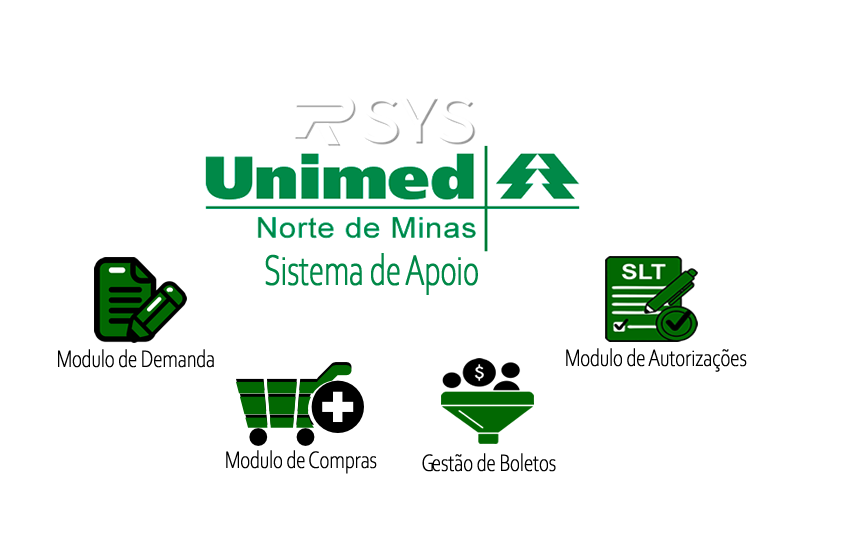 RSYS
Unimed
Norte de Minas
Sistema de Apoio
SLT
Modulo de Demanda
Modulo de Autorizações
$
Modulo de Compras
Gestão de Boletos